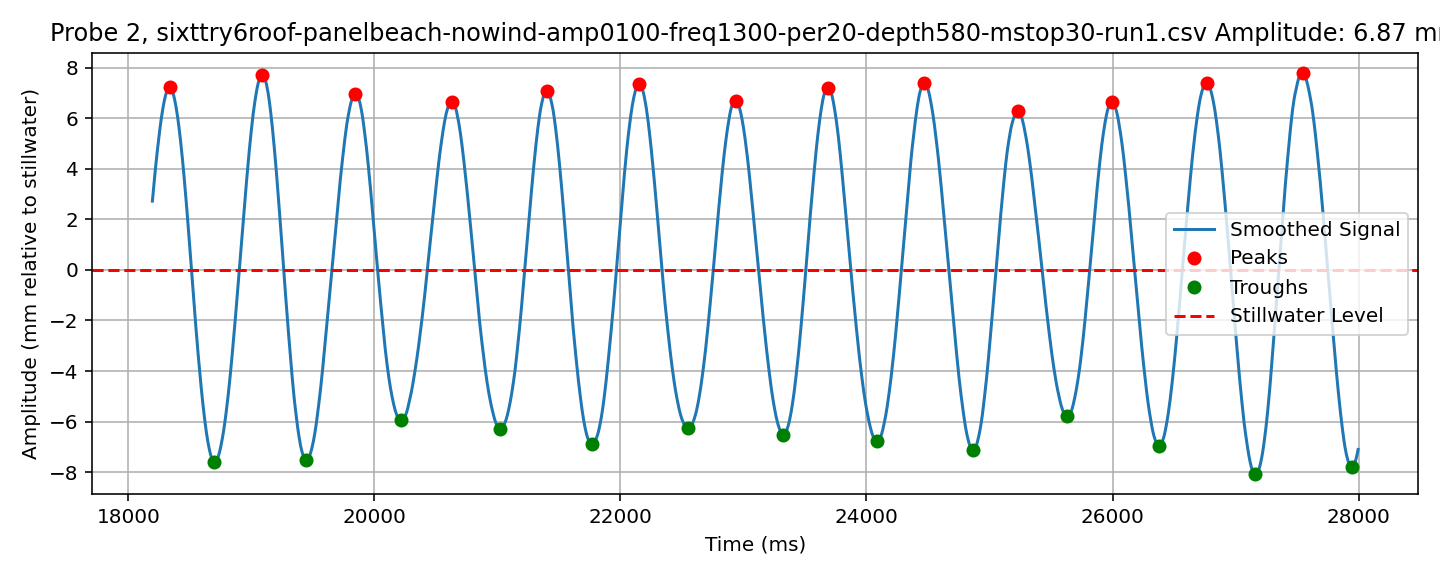 Probe 2, sixttry6roof-panelbeach-nowind-amp0100-freq1300-per20-depth580-mstop30-run1.csv Amplitude: 6.87
Amplitude (mm relative to stillwater)
8
6
4
2
0
−2
−4
−6
−8
Smoothed Signal
Peaks
Troughs
Stillwater Level
18000 20000 22000 24000 26000 28000
Time (ms)